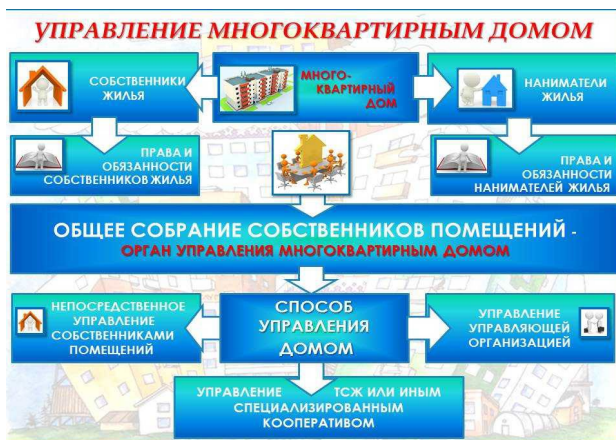 УПРАВЛЕНИЕ МНОГОКВАРТИРНЫМ ДОМОМ
СОБСТВЕННИКИ
ЖИЛЬЯ
МНОГО-
КВАРТИРНЫЙ
ДОМ
НАНИМАТЕЛИ
ЖИЛЬЯ
ПРАВА И
ОБЯЗАННОСТИ
СОБСТВЕННИКОВ ЖИЛЬЯ
ПРАВА И
ОБЯЗАННОСТИ
НАНИМАТЕЛЕЙ ЖИЛЬЯ
ОБЩЕЕ СОБРАНИЕ СОБСТВЕННИКОВ ПОМЕЩЕНИЙ -
ОРГАН УПРАВЛЕНИЯ МНОГОКВАРТИРНЫМ ДОМОМ
НЕПОСРЕДСТВЕННОЕ
УПРАВЛЕНИЕ
СОБСТВЕННИКАМИ
ПОМЕЩЕНИЙ
СПОСОБ
УПРАВЛЕНИЯ
ДОМОМ
УПРАВЛЕНИЕ
УПРАВЛЯЮЩЕЙ
ОРГАНИЗАЦИЕЙ
УПРАВЛЕНИЕ ТСЖ ИЛИ ИНЫМ
СПЕЦИАЛИЗИРОВАННЫМ
КООПЕРАТИВОМ